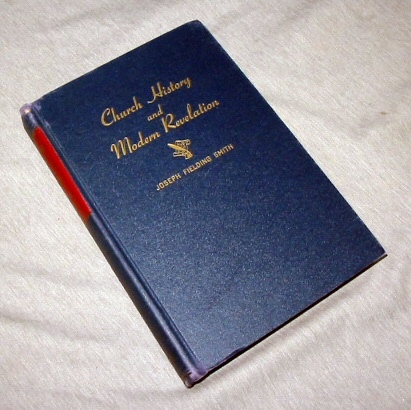 Church History
and
Modern Revelation
JOSEPH FIELDING SMITH